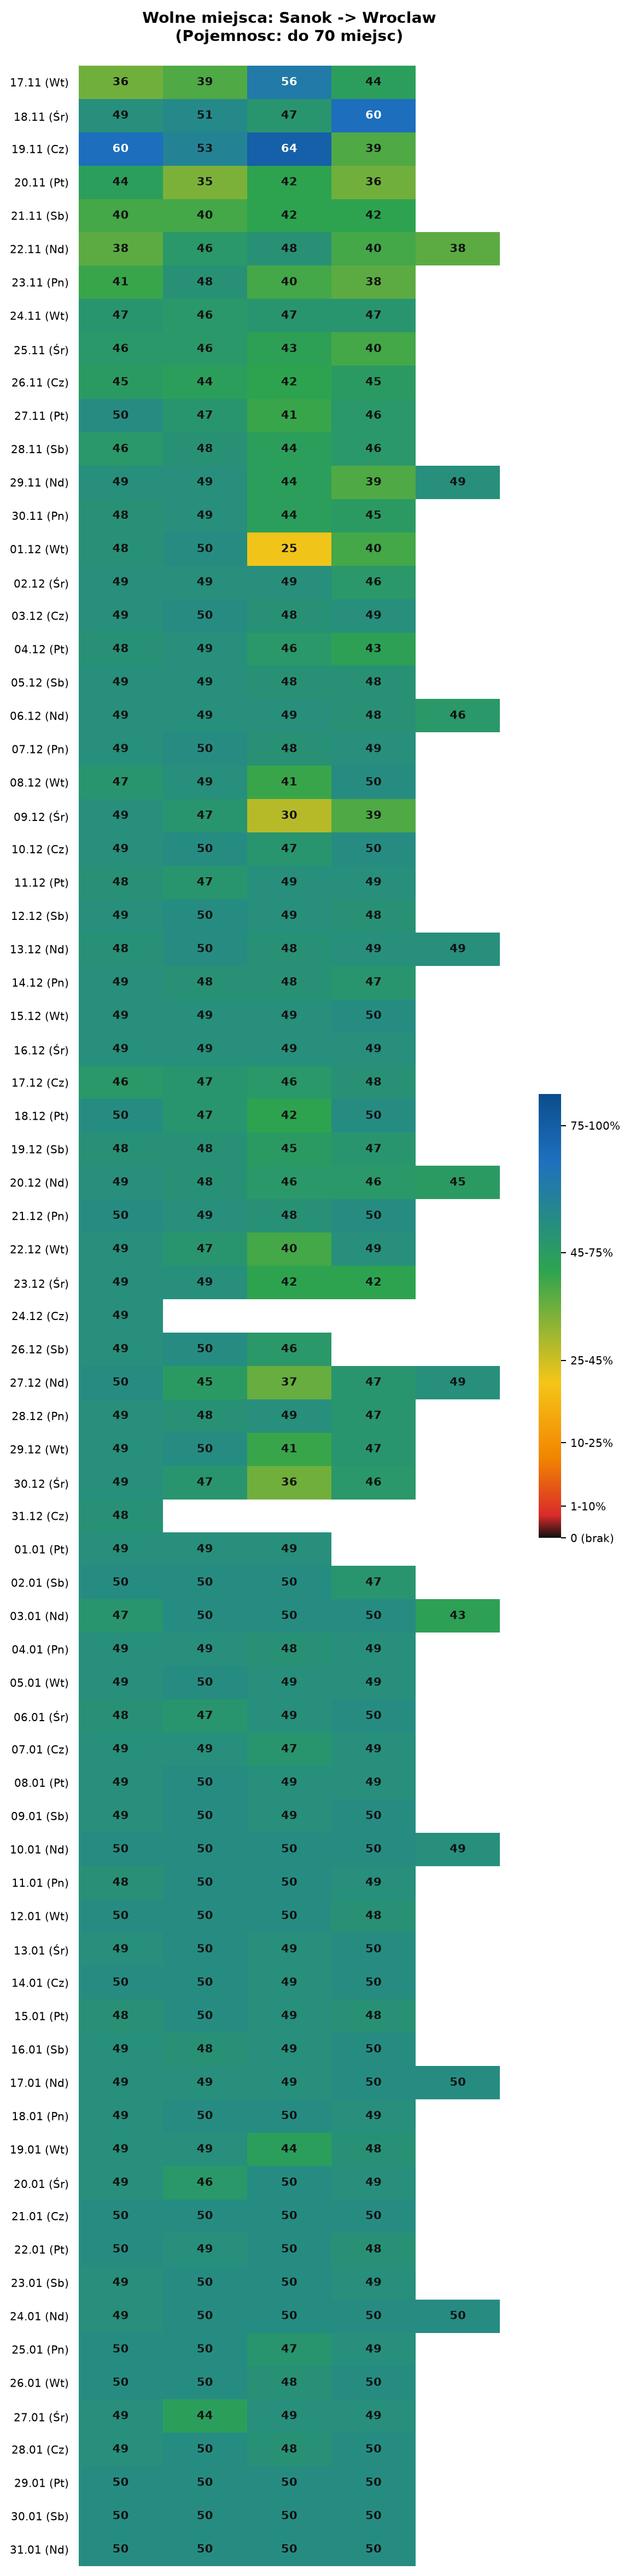 Wolne miejsca: Sanok -> Wroclaw
(Pojemnosc: do 70 miejsc)
17.11 (Wt) 36 39 56 44
18.11 (Śr) 49 51 47 60
19.11 (Cz) 60 53 64 39
20.11 (Pt) 44 35 42 36
21.11 (Sb) 40 40 42 42
22.11 (Nd) 38 46 48 40 38
23.11 (Pn) 41 48 40 38
24.11 (Wt) 47 46 47 47
25.11 (Śr) 46 46 43 40
26.11 (Cz) 45 44 42 45
27.11 (Pt) 50 47 41 46
28.11 (Sb) 46 48 44 46
29.11 (Nd) 49 49 44 39 49
30.11 (Pn) 48 49 44 45
01.12 (Wt) 48 50 25 40
02.12 (Śr) 49 49 49 46
03.12 (Cz) 49 50 48 49
04.12 (Pt) 48 49 46 43
05.12 (Sb) 49 49 48 48
06.12 (Nd) 49 49 49 48 46
07.12 (Pn) 49 50 48 49
08.12 (Wt) 47 49 41 50
09.12 (Śr) 49 47 30 39
10.12 (Cz) 49 50 47 50
11.12 (Pt) 48 47 49 49
12.12 (Sb) 49 50 49 48
13.12 (Nd) 48 50 48 49 49
14.12 (Pn) 49 48 48 47
15.12 (Wt) 49 49 49 50
16.12 (Śr) 49 49 49 49
17.12 (Cz) 46 47 46 48
18.12 (Pt) 50 47 42 50
75-100%
19.12 (Sb) 48 48 45 47
20.12 (Nd) 49 48 46 46 45
21.12 (Pn) 50 49 48 50
22.12 (Wt) 49 47 40 49
45-75%
23.12 (Śr) 49 49 42 42
24.12 (Cz) 49
26.12 (Sb) 49 50 46
25-45%
27.12 (Nd) 50 45 37 47 49
28.12 (Pn) 49 48 49 47
10-25%
29.12 (Wt) 49 50 41 47
30.12 (Śr) 49 47 36 46
1-10%
31.12 (Cz) 48
0 (brak)
01.01 (Pt) 49 49 49
02.01 (Sb) 50 50 50 47
03.01 (Nd) 47 50 50 50 43
04.01 (Pn) 49 49 48 49
05.01 (Wt) 49 50 49 49
06.01 (Śr) 48 47 49 50
07.01 (Cz) 49 49 47 49
08.01 (Pt) 49 50 49 49
09.01 (Sb) 49 50 49 50
10.01 (Nd) 50 50 50 50 49
11.01 (Pn) 48 50 50 49
12.01 (Wt) 50 50 50 48
13.01 (Śr) 49 50 49 50
14.01 (Cz) 50 50 49 50
15.01 (Pt) 48 50 49 48
16.01 (Sb) 49 48 49 50
17.01 (Nd) 49 49 49 50 50
18.01 (Pn) 49 50 50 49
19.01 (Wt) 49 49 44 48
20.01 (Śr) 49 46 50 49
21.01 (Cz) 50 50 50 50
22.01 (Pt) 50 49 50 48
23.01 (Sb) 49 50 50 49
24.01 (Nd) 49 50 50 50 50
25.01 (Pn) 50 50 47 49
26.01 (Wt) 50 50 48 50
27.01 (Śr) 49 44 49 49
28.01 (Cz) 49 50 48 50
29.01 (Pt) 50 50 50 50
30.01 (Sb) 50 50 50 50
31.01 (Nd) 50 50 50 50